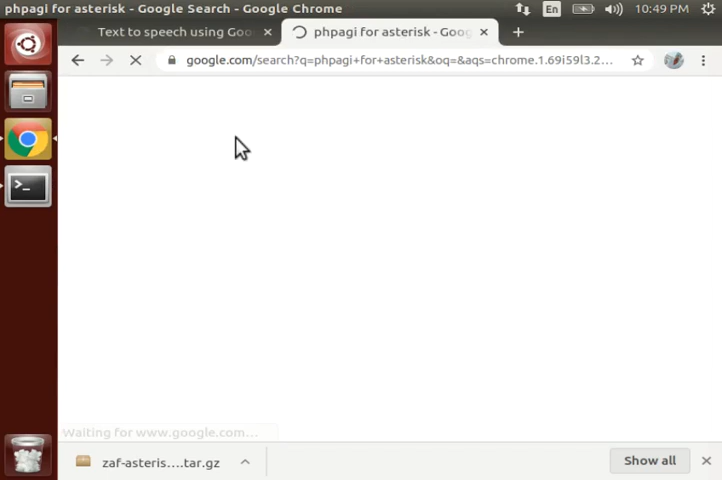 phpagi for asterisk - Google Search - Google Chrome
En
10:49 PM
Text to speech using Goo
phpagi for asterisk - Goog
google.com/search?q=phpagi+for+asterisk&oq=&aqs=chrome.1.69i59l3.2...
Waiting for www.google.com...
zaf-asteris....tar.gz
Show all